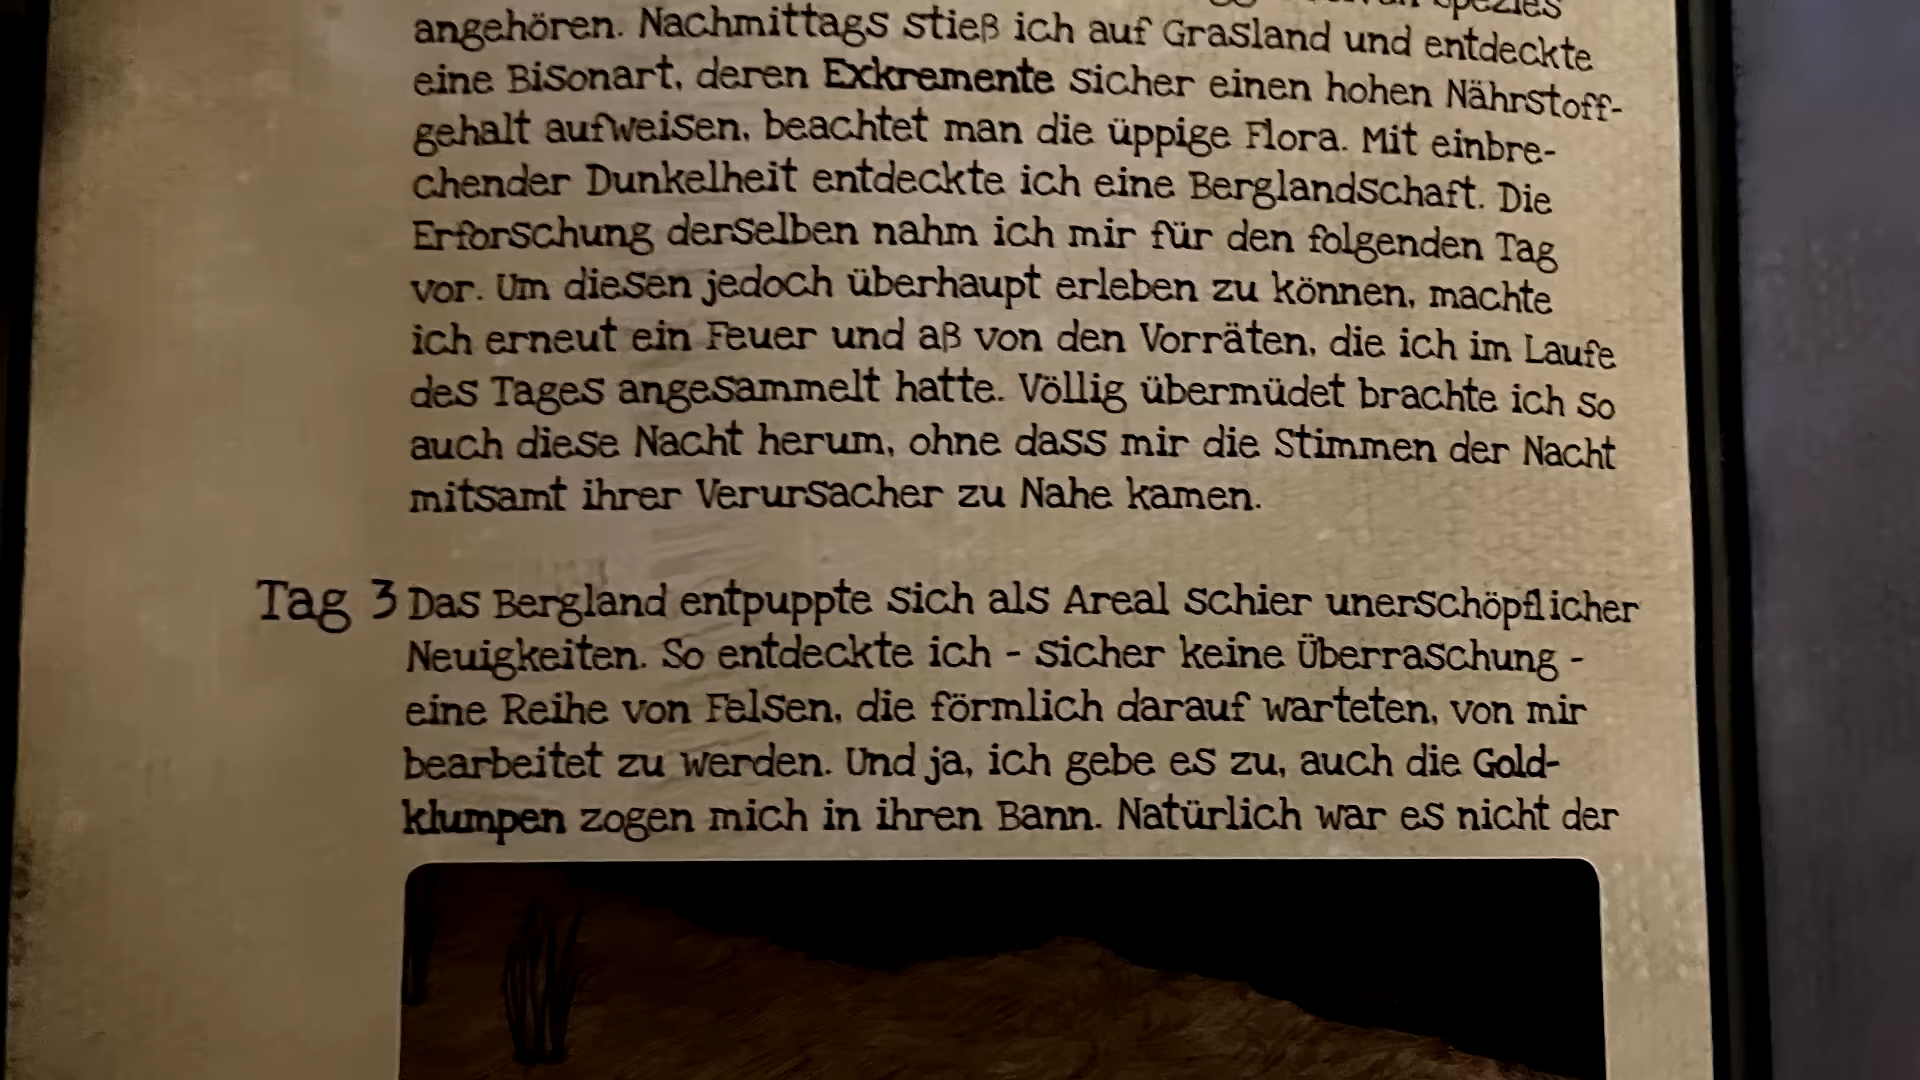 angehören. Nachmittags stieß ich auf Grasland und entdeckte
eine Bisonart, deren Exkremente sicher einen hohen Nährstoff-
gehalt aufweisen, beachtet man die üppige Flora. Mit einbre-
chender Dunkelheit entdeckte ich eine Berglandschaft. Die
Erforschung derselben nahm ich mir für den folgenden Tag
vor. Um diesen jedoch überhaupt erleben zu können, machte
ich erneut ein Feuer und aß von den Vorräten, die ich im Laufe
des Tages angesammelt hatte. Völlig übermüdet brachte ich so
auch diese Nacht herum, ohne dass mir die Stimmen der Nacht
mitsamt ihrer Verursacher zu Nahe kamen.
Tag 3 Das Bergland entpuppte sich als Areal schier unerschöpflicher
Neuigkeiten. So entdeckte ich - sicher keine Überraschung -
eine Reihe von Felsen, die förmlich darauf warteten, von mir
bearbeitet zu werden. Und ja, ich gebe es zu, auch die Gold-
klumpen zogen mich in ihren Bann. Natürlich war es nicht der